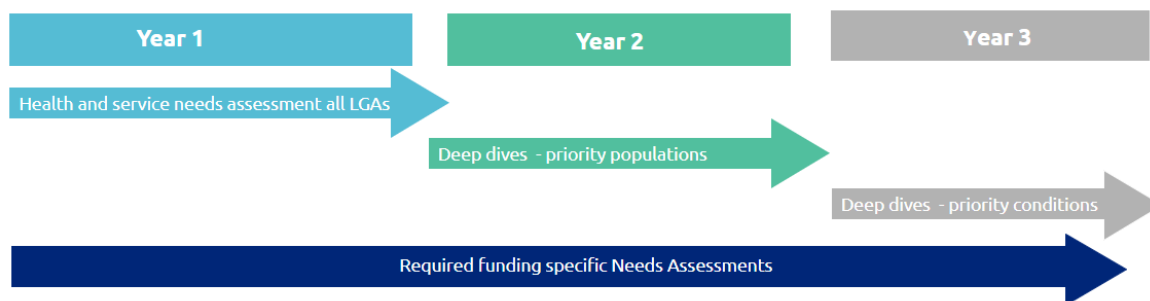 Year 1
Year 2
Year 3
Health and service needs assessment all LGAs
Deep dives - priority populations
Deep dives - priority conditions
Required funding specific Needs Assessments